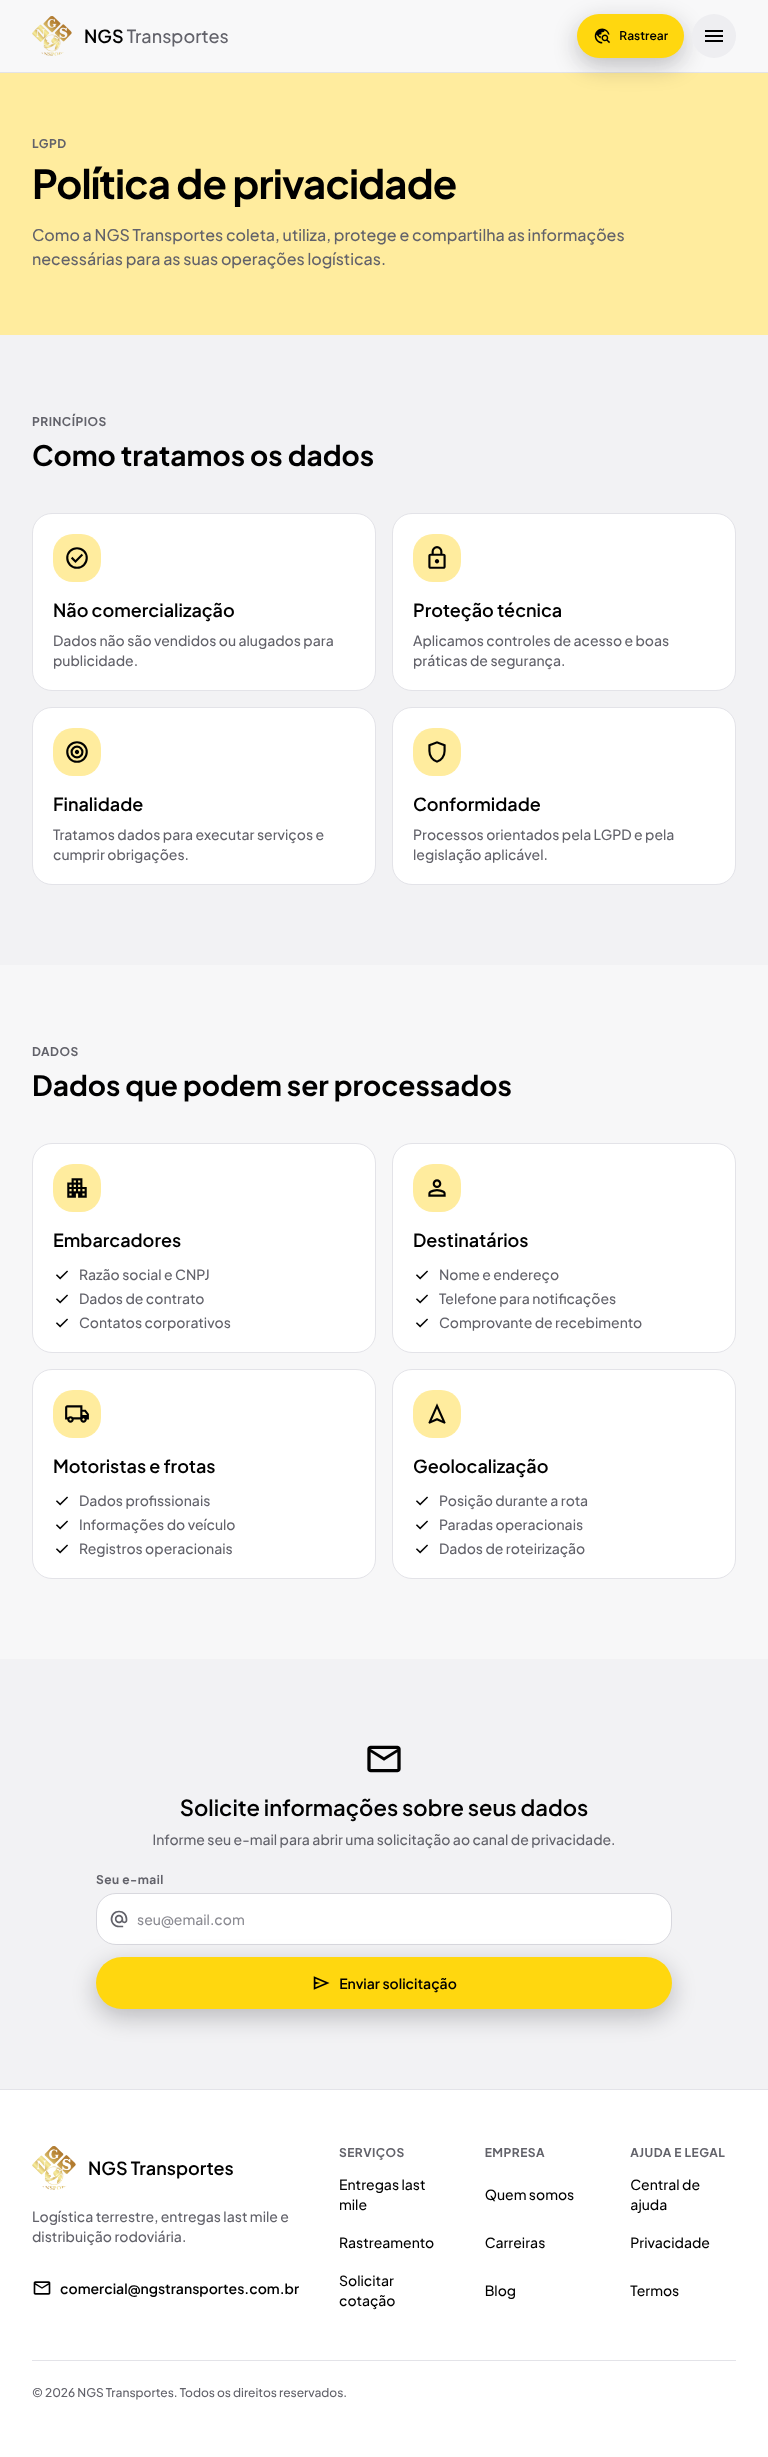 NGS Transportes
Rastrear
LGPD
Política de privacidade
Como a NGS Transportes coleta, utiliza, protege e compartilha as informações
necessárias para as suas operações logísticas.
PRINCÍPIOS
Como tratamos os dados
Não comercialização
Dados não são vendidos ou alugados para
publicidade.
Proteção técnica
Aplicamos controles de acesso e boas
práticas de segurança.
Finalidade
Tratamos dados para executar serviços e
cumprir obrigações.
Conformidade
Processos orientados pela LGPD e pela
legislação aplicável.
DADOS
Dados que podem ser processados
Embarcadores
Razão social e CNPJ
Dados de contrato
Contatos corporativos
Destinatários
Nome e endereço
Telefone para notificações
Comprovante de recebimento
Motoristas e frotas
Dados profissionais
Informações do veículo
Registros operacionais
Geolocalização
Posição durante a rota
Paradas operacionais
Dados de roteirização
Solicite informações sobre seus dados
Informe seu e-mail para abrir uma solicitação ao canal de privacidade.
Seu e-mail
seu@email.com
Enviar solicitação
NGS Transportes
Logística terrestre, entregas last mile e
distribuição rodoviária.
comercial@ngstransportes.com.br
SERVIÇOS
Entregas last
mile
Rastreamento
Solicitar
cotação
EMPRESA
Quem somos
Carreiras
Blog
AJUDA E LEGAL
Central de
ajuda
Privacidade
Termos
© 2026 NGS Transportes. Todos os direitos reservados.